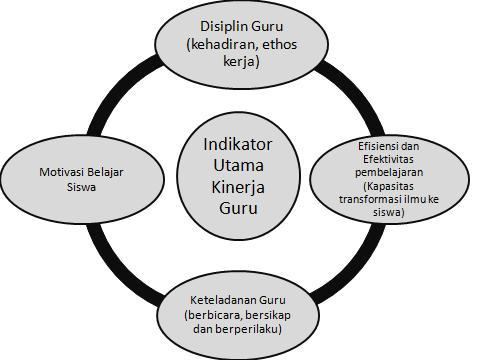 Disiplin Guru
(kehadiran, ethos
kerja)
Indikator
Utama
Kinerja
Guru
Efisiensi dan
Efektivitas
pembelajaran
(Kapasitas
transformasi ilmu ke
siswa)
Motivasi Belajar
Siswa
Keteladanan Guru
(berbicara, bersikap
dan berperilaku)